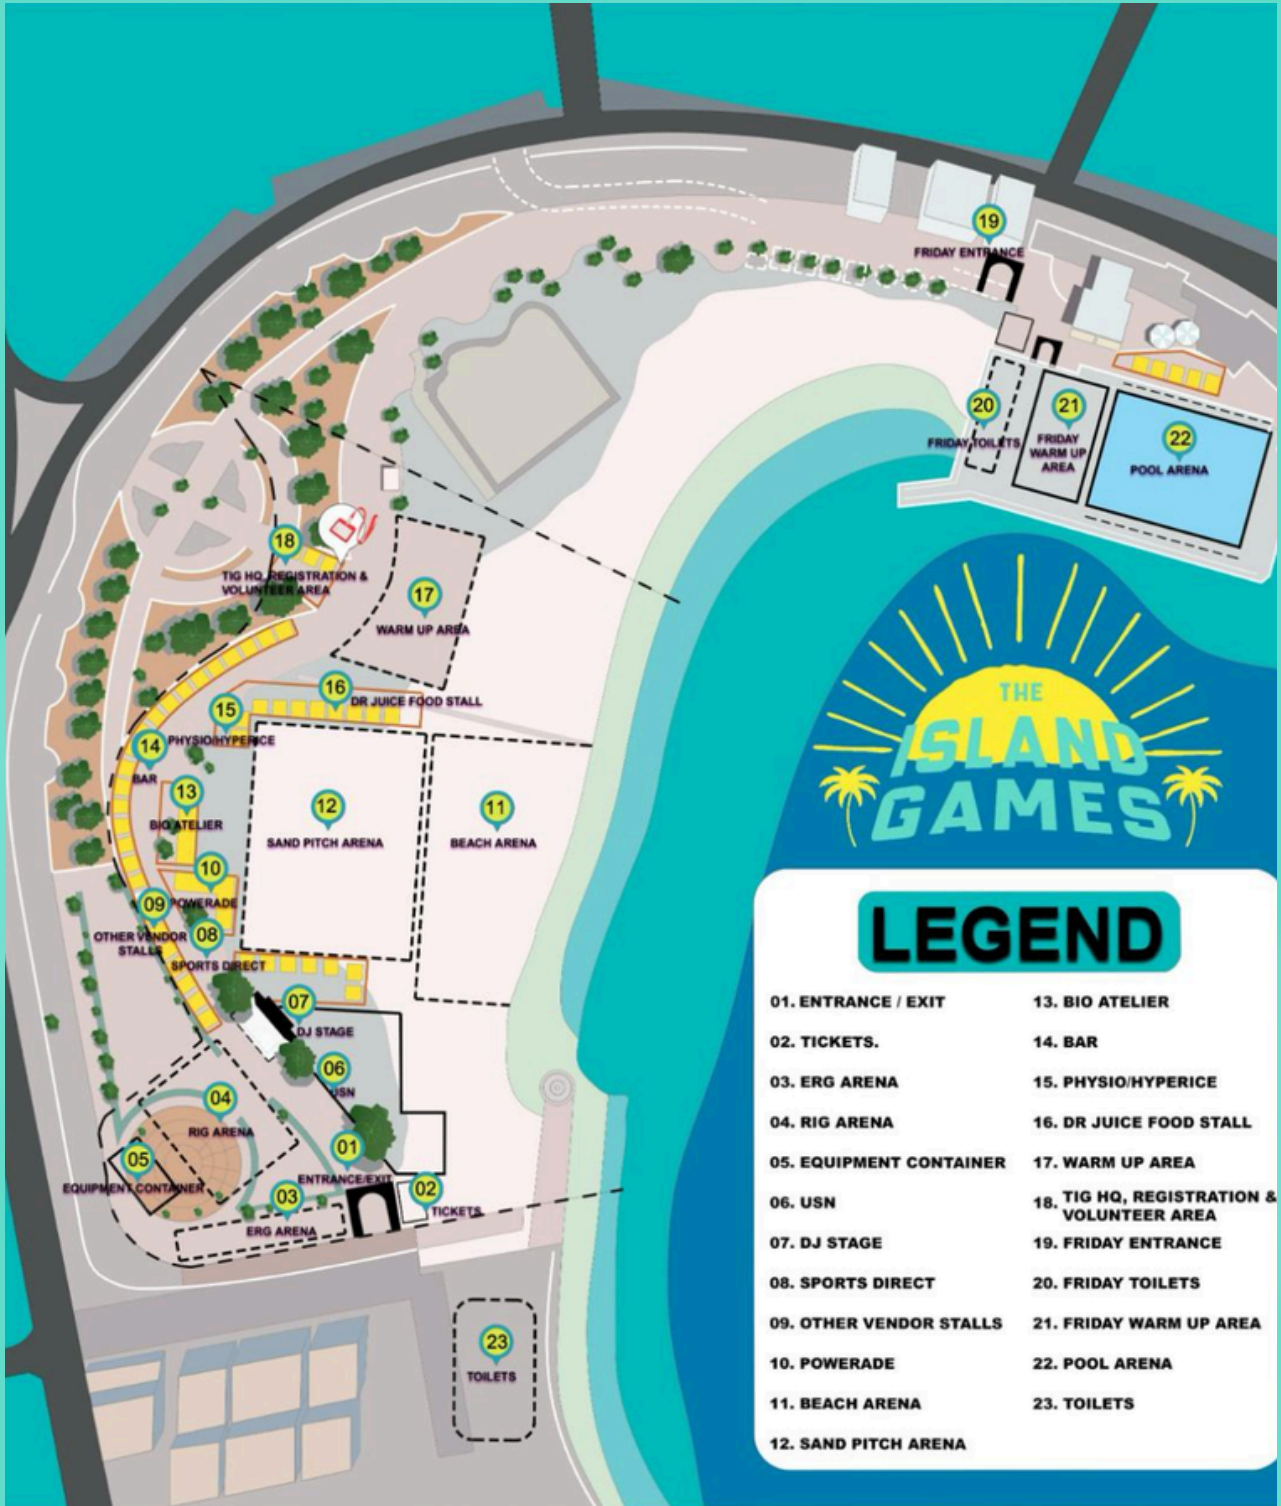 19
FRIDAY ENTRANCE
20
FRIDAY TOILETS
21
FRIDAY
WARM UP
AREA
22
POOL ARENA
18
TIG HQ, REGISTRATION &
VOLUNTEER AREA
17
WARM UP AREA
16
DR JUICE FOOD STALL
15
PHYSIO/HYPERICE
14
BAR
13
BIO ATELIER
12
SAND PITCH ARENA
11
BEACH ARENA
10
POWERADE
09
OTHER VENDOR
STALLS
08
SPORTS DIRECT
07
DJ STAGE
06
USN
04
RIG ARENA
05
EQUIPMENT CONTAINER
01
ENTRANCE/EXIT
02
TICKETS
03
ERG ARENA
23
TOILETS
THE
ISLAND
GAMES
LEGEND
01. ENTRANCE / EXIT
02. TICKETS.
03. ERG ARENA
04. RIG ARENA
05. EQUIPMENT CONTAINER
06. USN
07. DJ STAGE
08. SPORTS DIRECT
09. OTHER VENDOR STALLS
10. POWERADE
11. BEACH ARENA
12. SAND PITCH ARENA
13. BIO ATELIER
14. BAR
15. PHYSIO/HYPERICE
16. DR JUICE FOOD STALL
17. WARM UP AREA
18. TIG HQ, REGISTRATION &
VOLUNTEER AREA
19. FRIDAY ENTRANCE
20. FRIDAY TOILETS
21. FRIDAY WARM UP AREA
22. POOL ARENA
23. TOILETS